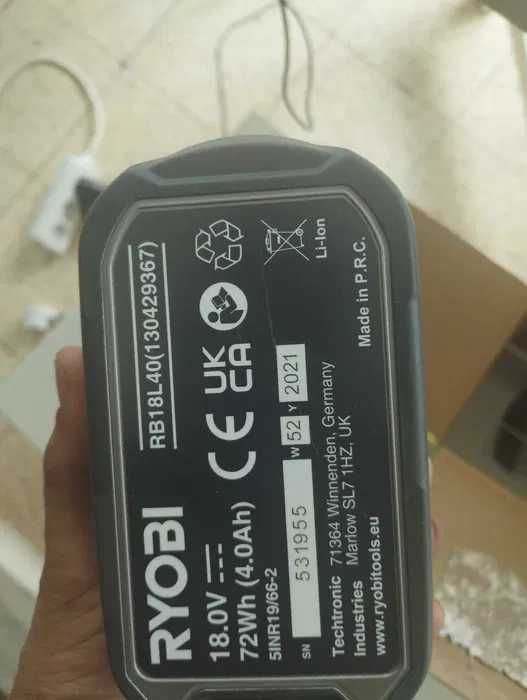 RYOBI
RB18L40(130429367)
18.0V
72Wh (4.0Ah)
5INR19/66-2
CE
UK
CA
Li-Ion
SN 531955 W 52 Y 2021
Techtronic
Industries
71364 Winnenden, Germany
Marlow SL7 1HZ, UK
www.ryobitools.eu
Made in P.R.C.